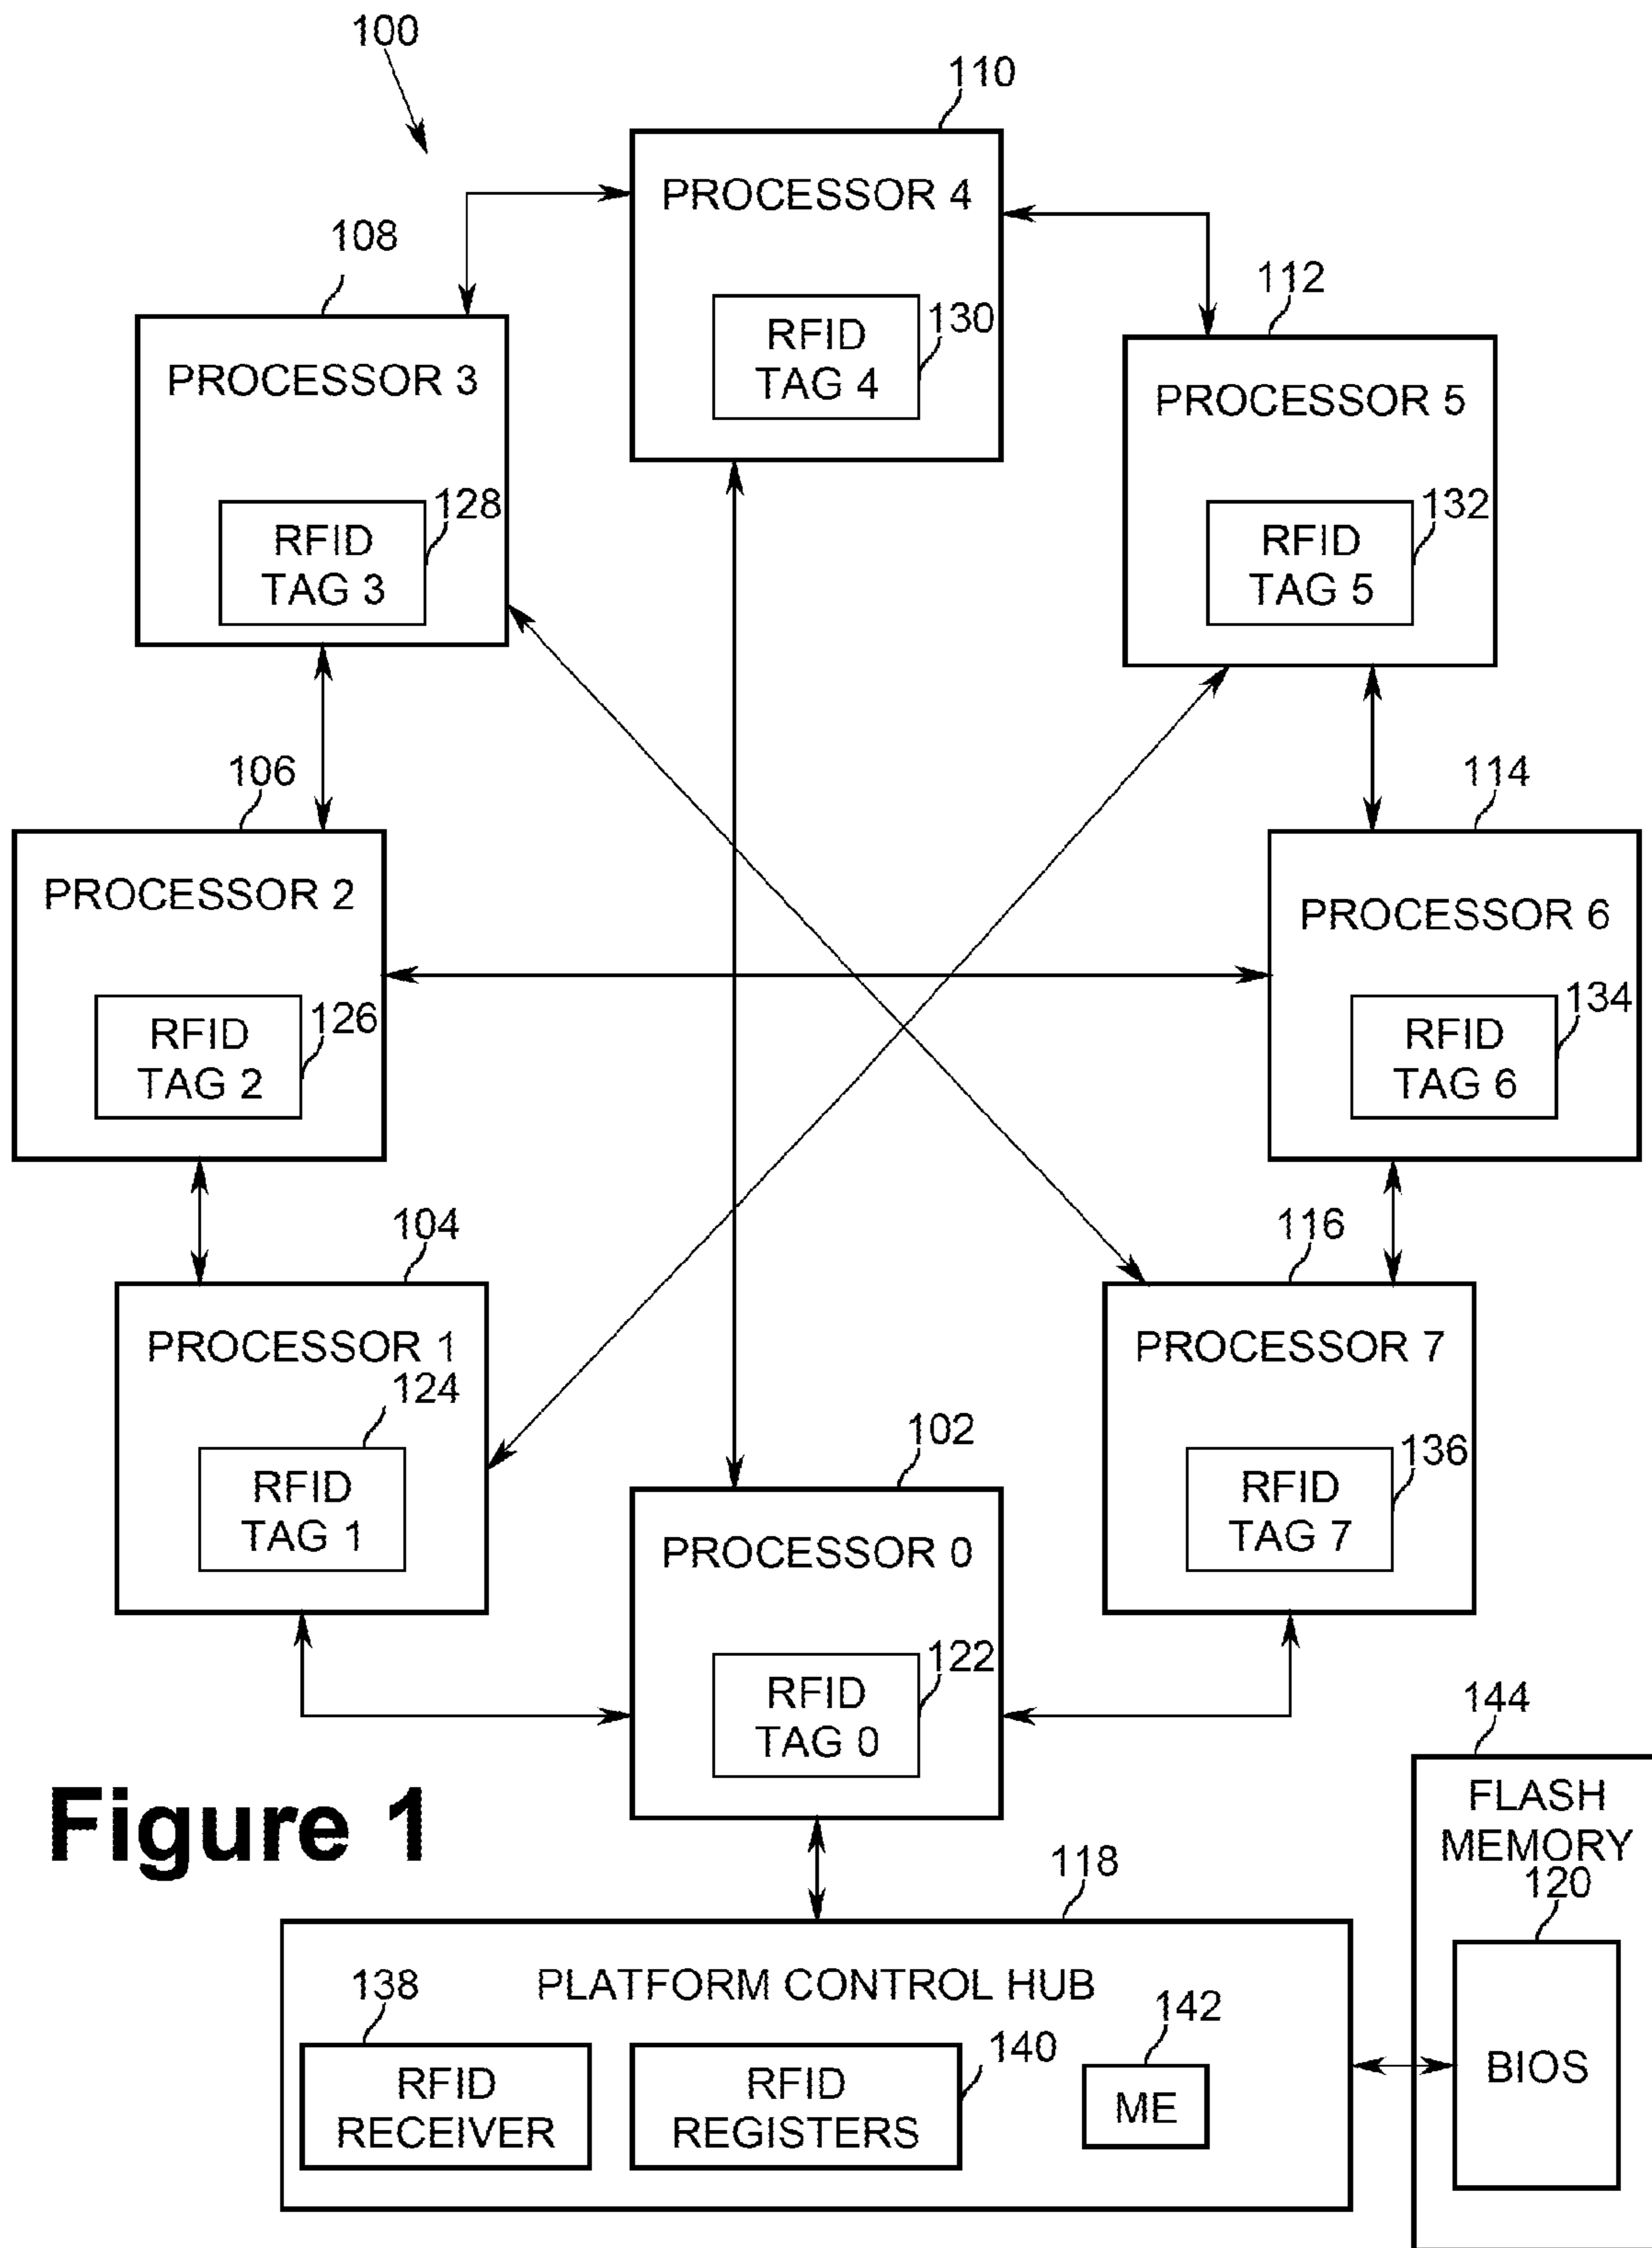 100
110
PROCESSOR 4
130
RFID
TAG 4
108
PROCESSOR 3
128
RFID
TAG 3
112
PROCESSOR 5
132
RFID
TAG 5
106
PROCESSOR 2
126
RFID
TAG 2
114
PROCESSOR 6
134
RFID
TAG 6
104
PROCESSOR 1
124
RFID
TAG 1
116
PROCESSOR 7
136
RFID
TAG 7
102
PROCESSOR 0
122
RFID
TAG 0
144
FLASH
MEMORY
120
BIOS
Figure 1
118
PLATFORM CONTROL HUB
138
RFID
RECEIVER
140
RFID
REGISTERS
142
ME